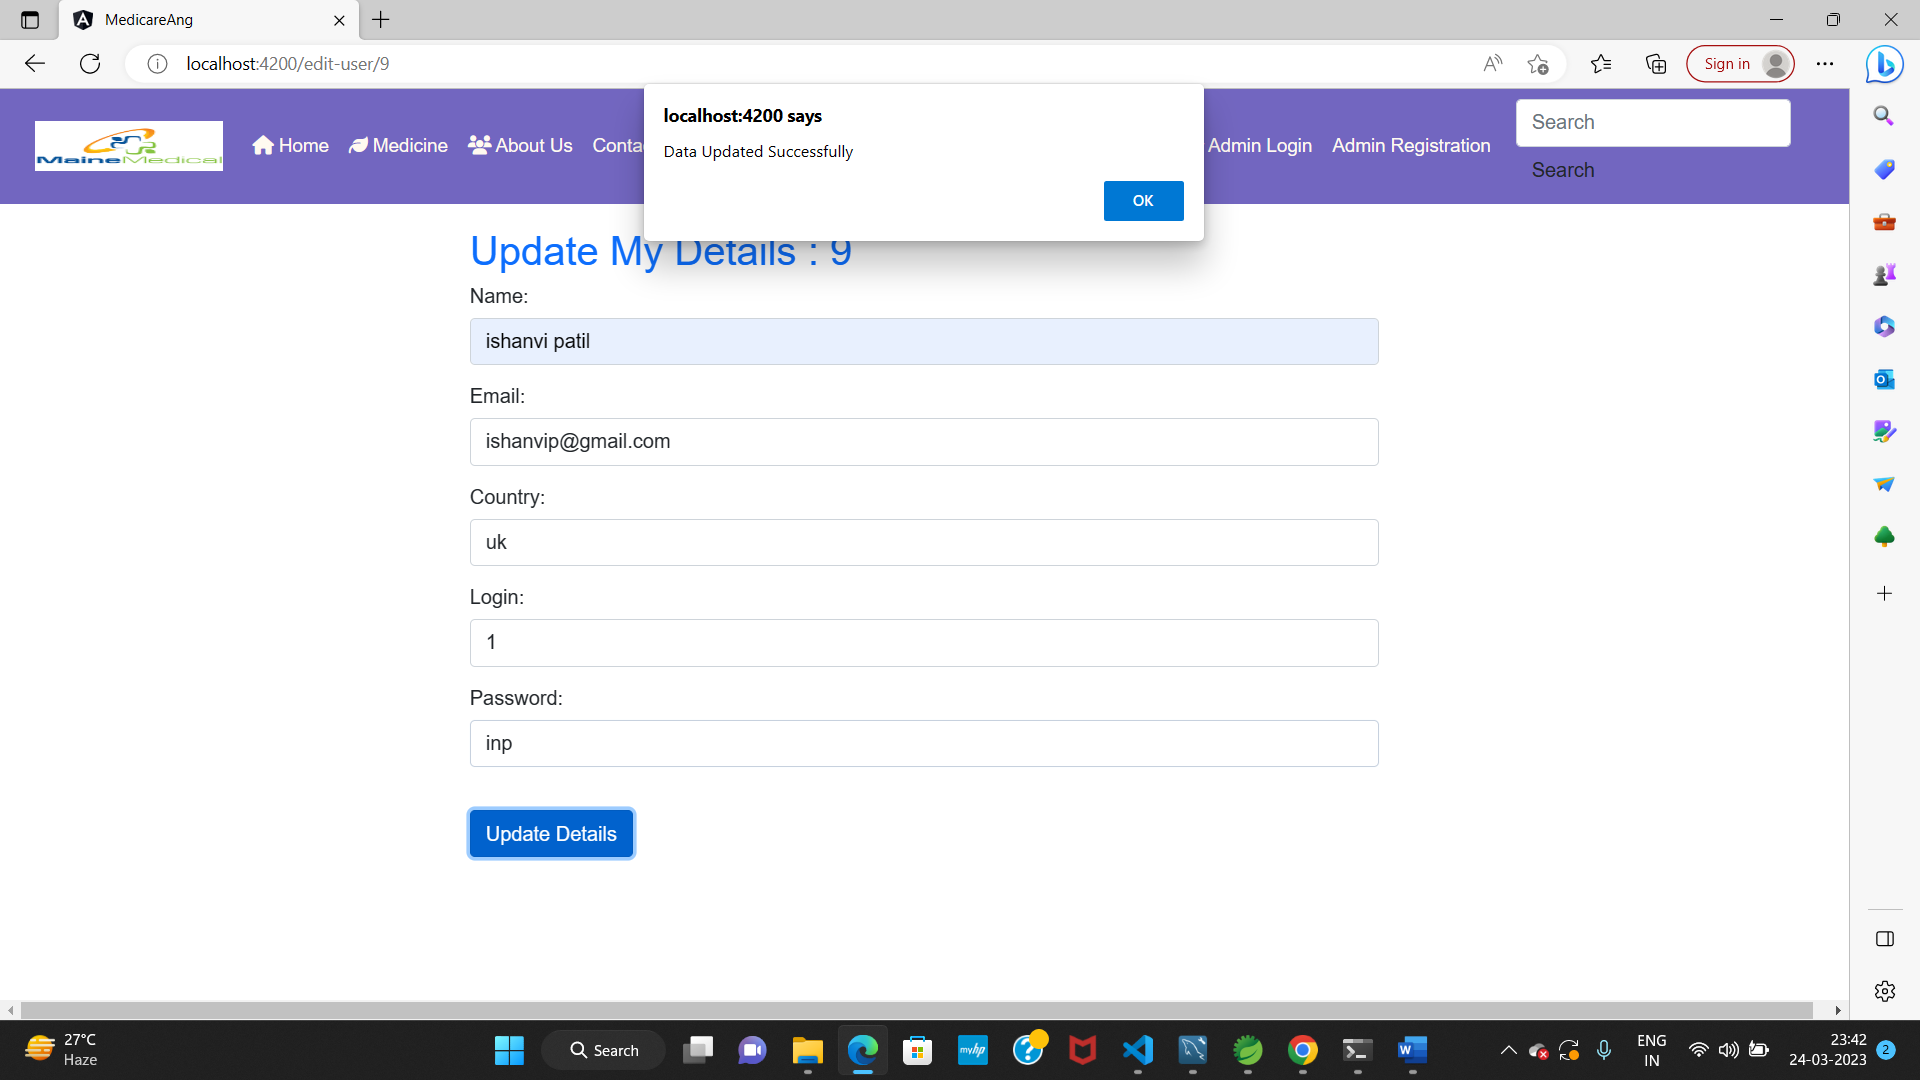 MedicareAng
localhost:4200/edit-user/9
Sign in
localhost:4200 says
Data Updated Successfully
OK
MaineMedical
Home
Medicine
About Us
Conta
Admin Login
Admin Registration
Search
Search
Update My Details : 9
Name:
ishanvi patil
Email:
ishanvip@gmail.com
Country:
uk
Login:
1
Password:
inp
Update Details
27°C
Haze
Search
myhp
ENG
IN
23:42
24-03-2023
2